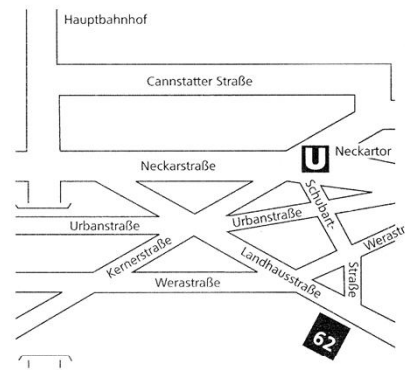 Hauptbahnhof
Cannstatter Straße
U
Neckartor
Neckarstraße
Schubart-
Straße
Urbanstraße
Urbanstraße
Werastr
Kernerstraße
Landhausstraße
Werastraße
62